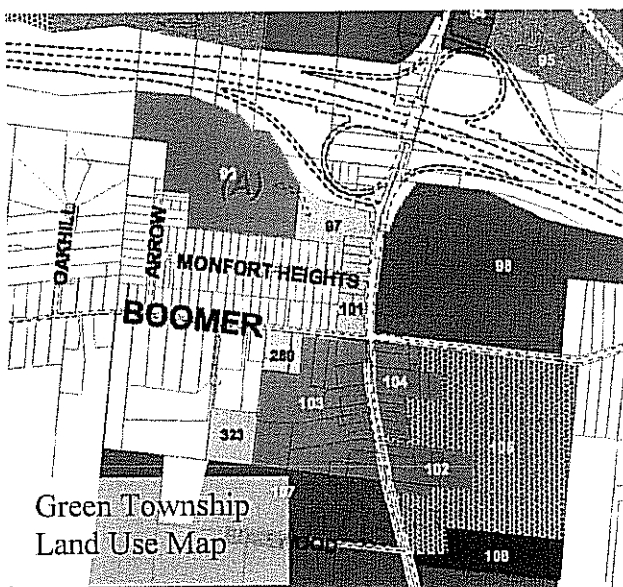 95
(A)
97
98
OAKHILL
ARROW
MONFORT HEIGHTS
101
BOOMER
280
104
103
323
102
Green Township
Land Use Map
108